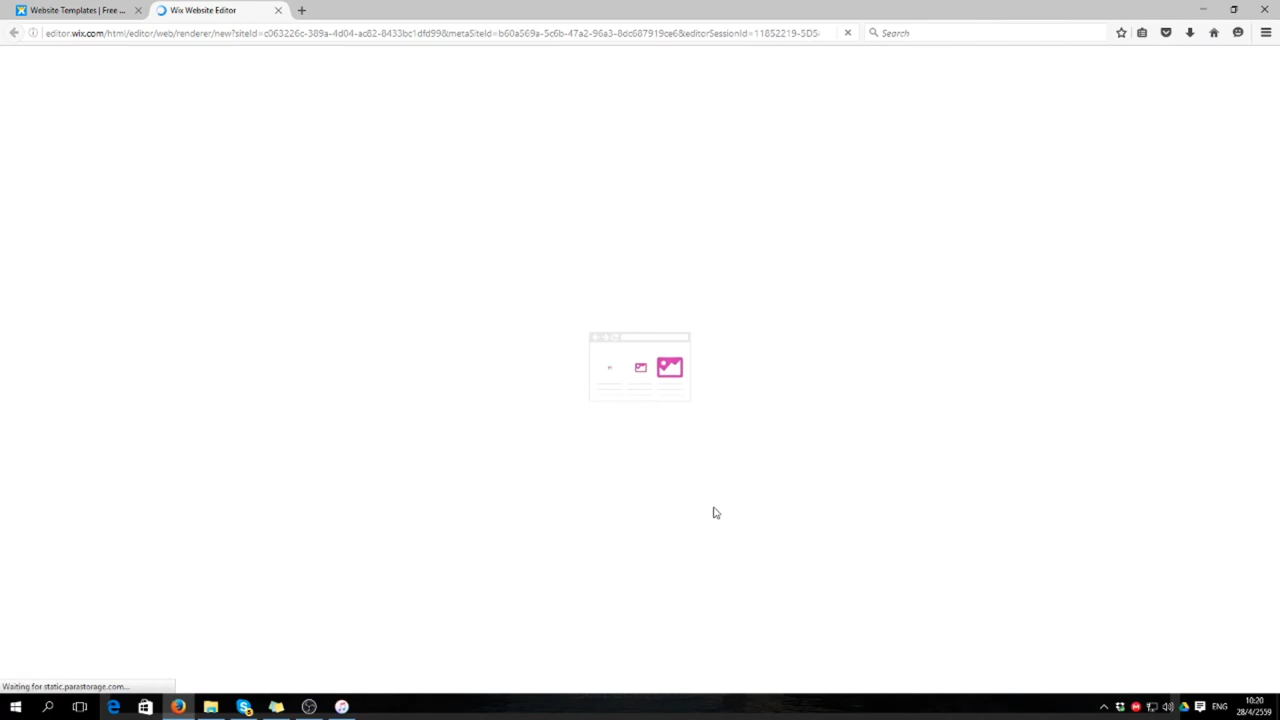 Website Templates | Free ...
Wix Website Editor
editor.wix.com/html/editor/web/renderer/new?siteId=c063226c-389a-4d04-ac82-8433bc1dfd99&metaSiteId=b60a569a-5c6b-47a2-96a3-8dc687919ce6&editorSessionId=11852219-5D5
Search
Waiting for static.parastorage.com...
ENG
10:20
28/4/2559